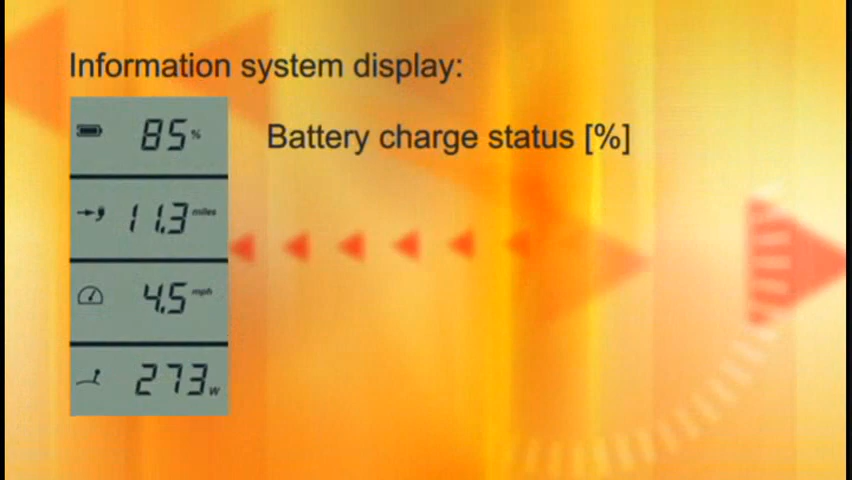 Information system display:
85 %
Battery charge status [%]
11.3 miles
4.5 mph
273 w